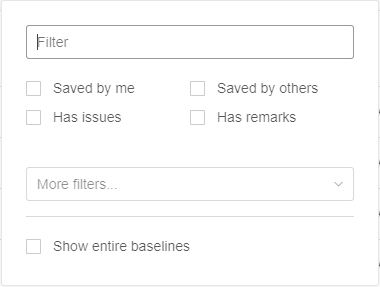 Filter
Saved by me
Saved by others
Has issues
Has remarks
More filters...
Show entire baselines